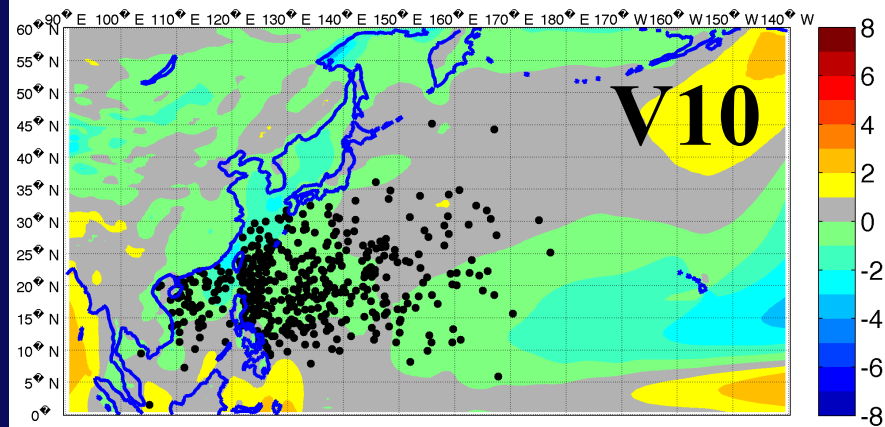 90� E 100� E 110� E 120� E 130� E 140� E 150� E 160� E 170� E 180� E 170� W 160� W 150� W 140� W
60� N
55� N
50� N
45� N
40� N
35� N
30� N
25� N
20� N
15� N
10� N
5� N
0�
V10
8
6
4
2
0
-2
-4
-6
-8